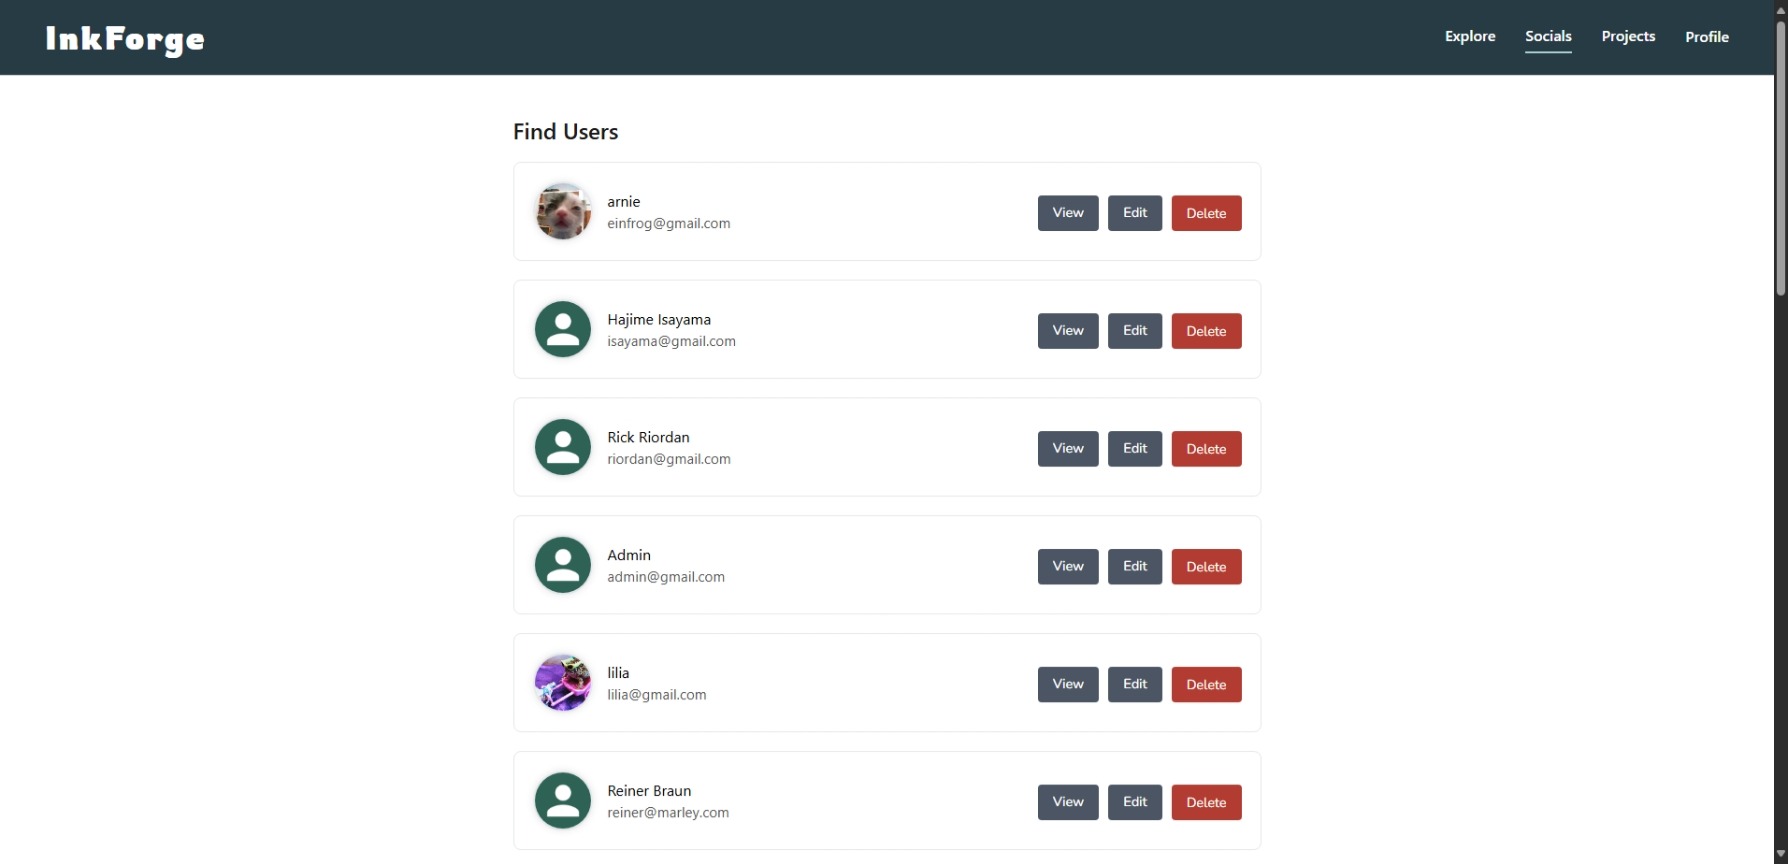 InkForge
Explore Socials Projects Profile
Find Users
arnie
einfrog@gmail.com
View Edit Delete
Hajime Isayama
isayama@gmail.com
View Edit Delete
Rick Riordan
riordan@gmail.com
View Edit Delete
Admin
admin@gmail.com
View Edit Delete
lilia
lilia@gmail.com
View Edit Delete
Reiner Braun
reiner@marley.com
View Edit Delete